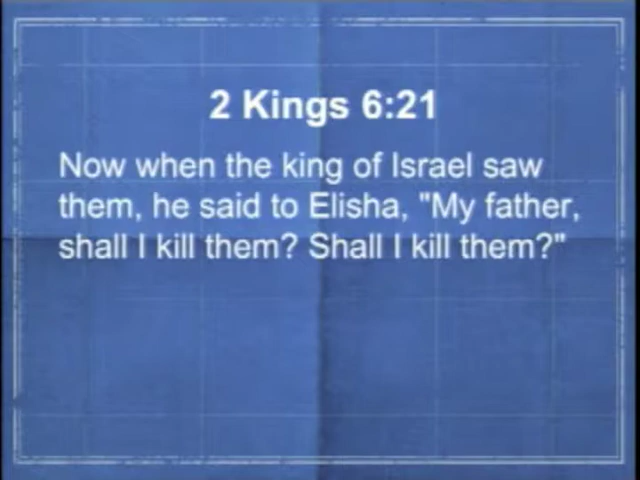 2 Kings 6:21
Now when the king of Israel saw
them, he said to Elisha, "My father,
shall I kill them? Shall I kill them?"